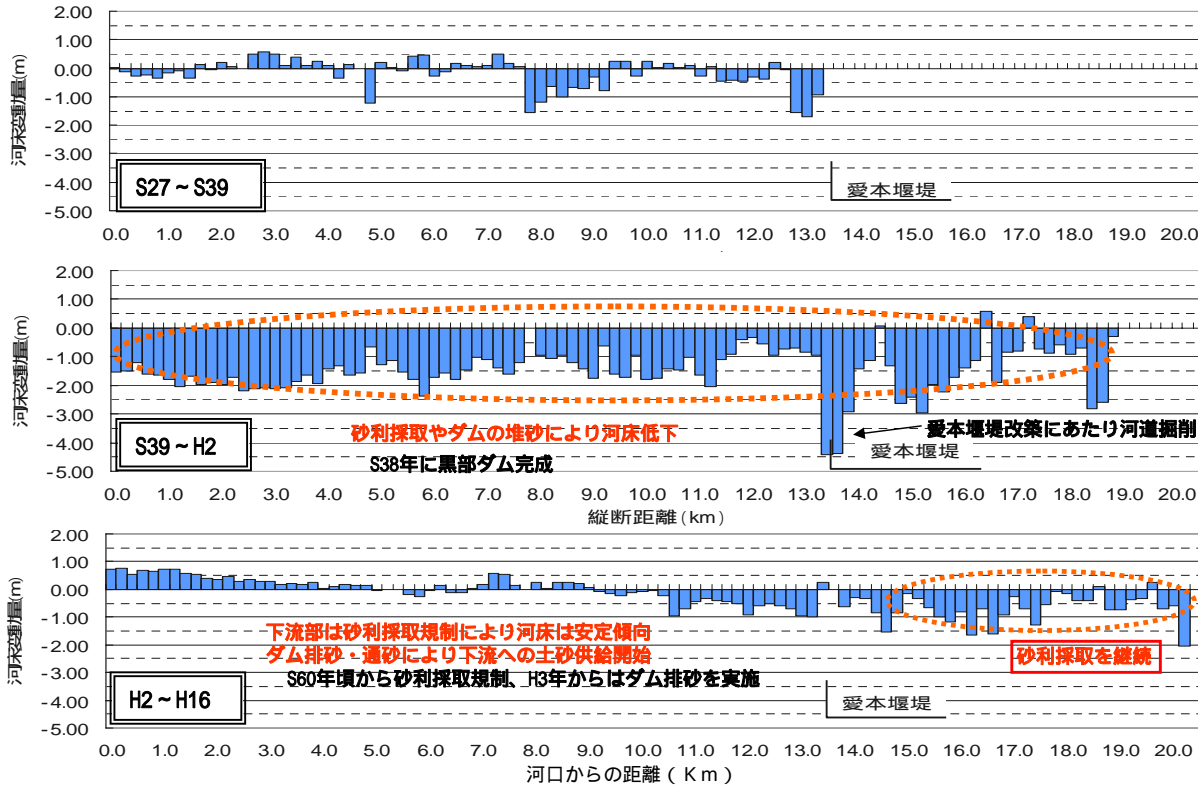 河床変動量(m)
2.00
1.00
0.00
-1.00
-2.00
-3.00
-4.00
-5.00
S27～S39
愛本堰堤
0.0 1.0 2.0 3.0 4.0 5.0 6.0 7.0 8.0 9.0 10.0 11.0 12.0 13.0 14.0 15.0 16.0 17.0 18.0 19.0 20.0
河床変動量(m)
2.00
1.00
0.00
-1.00
-2.00
-3.00
-4.00
-5.00
砂利採取やダムの堆砂により河床低下
愛本堰堤改築にあたり河道掘削
S39～H2
S38年に黒部ダム完成
愛本堰堤
0.0 1.0 2.0 3.0 4.0 5.0 6.0 7.0 8.0 9.0 10.0 11.0 12.0 13.0 14.0 15.0 16.0 17.0 18.0 19.0 20.0
縦断距離(km)
河床変動量(m)
2.00
1.00
0.00
-1.00
-2.00
-3.00
-4.00
-5.00
下流部は砂利採取規制により河床は安定傾向
ダム排砂・通砂により下流への土砂供給開始
砂利採取を継続
S60年頃から砂利採取規制、H3年からはダム排砂を実施
H2～H16
愛本堰堤
0.0 1.0 2.0 3.0 4.0 5.0 6.0 7.0 8.0 9.0 10.0 11.0 12.0 13.0 14.0 15.0 16.0 17.0 18.0 19.0 20.0
河口からの距離（Ｋｍ）